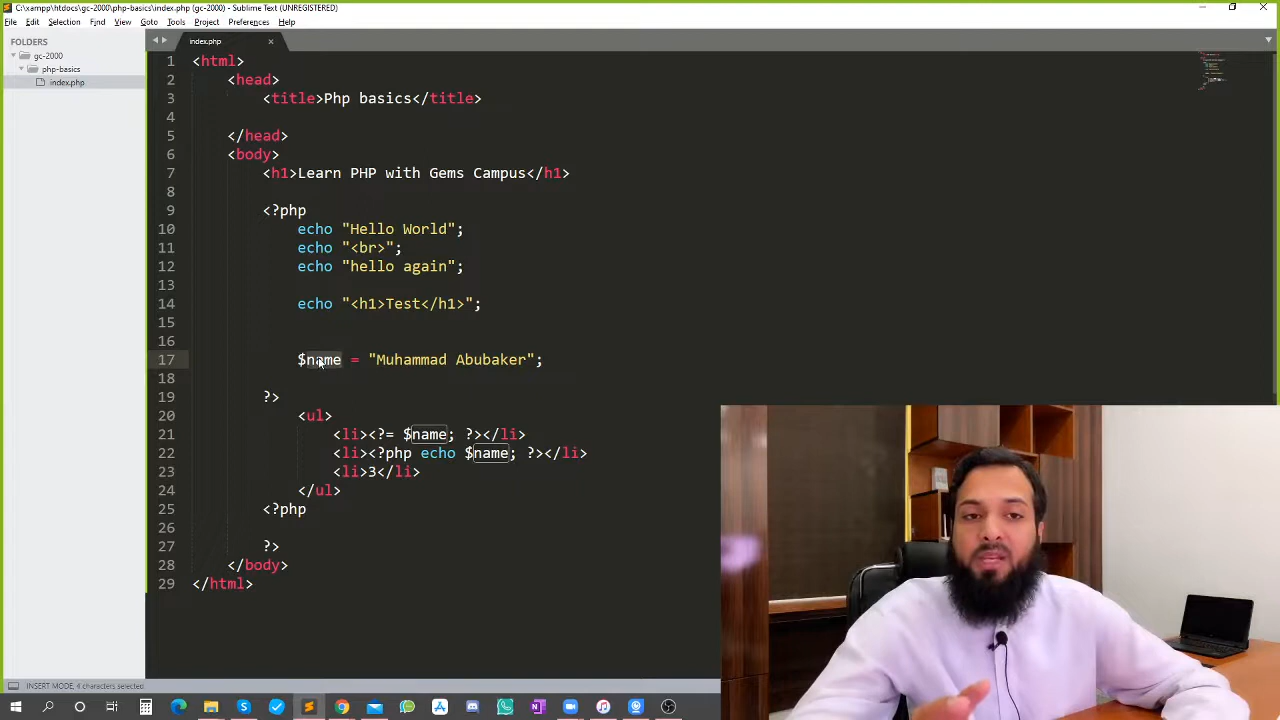 C:\xampp\htdocs\gc-2000\php-basics\index.php (gc-2000) - Sublime Text (UNREGISTERED)
File Edit Selection Find View Goto Tools Project Preferences Help
FOLDERS
gc-2000
php-basics
index.php
index.php
1 <html>
2 <head>
3 <title>Php basics</title>
4
5 </head>
6 <body>
7 <h1>Learn PHP with Gems Campus</h1>
8
9 <?php
10 echo "Hello World";
11 echo "<br>";
12 echo "hello again";
13
14 echo "<h1>Test</h1>";
15
16
17 $name = "Muhammad Abubaker";
18
19 ?>
20 <ul>
21 <li><?= $name; ?></li>
22 <li><?php echo $name; ?></li>
23 <li>3</li>
24 </ul>
25 <?php
26
27 ?>
28 </body>
29 </html>
INSERT MODE, 4 characters selected